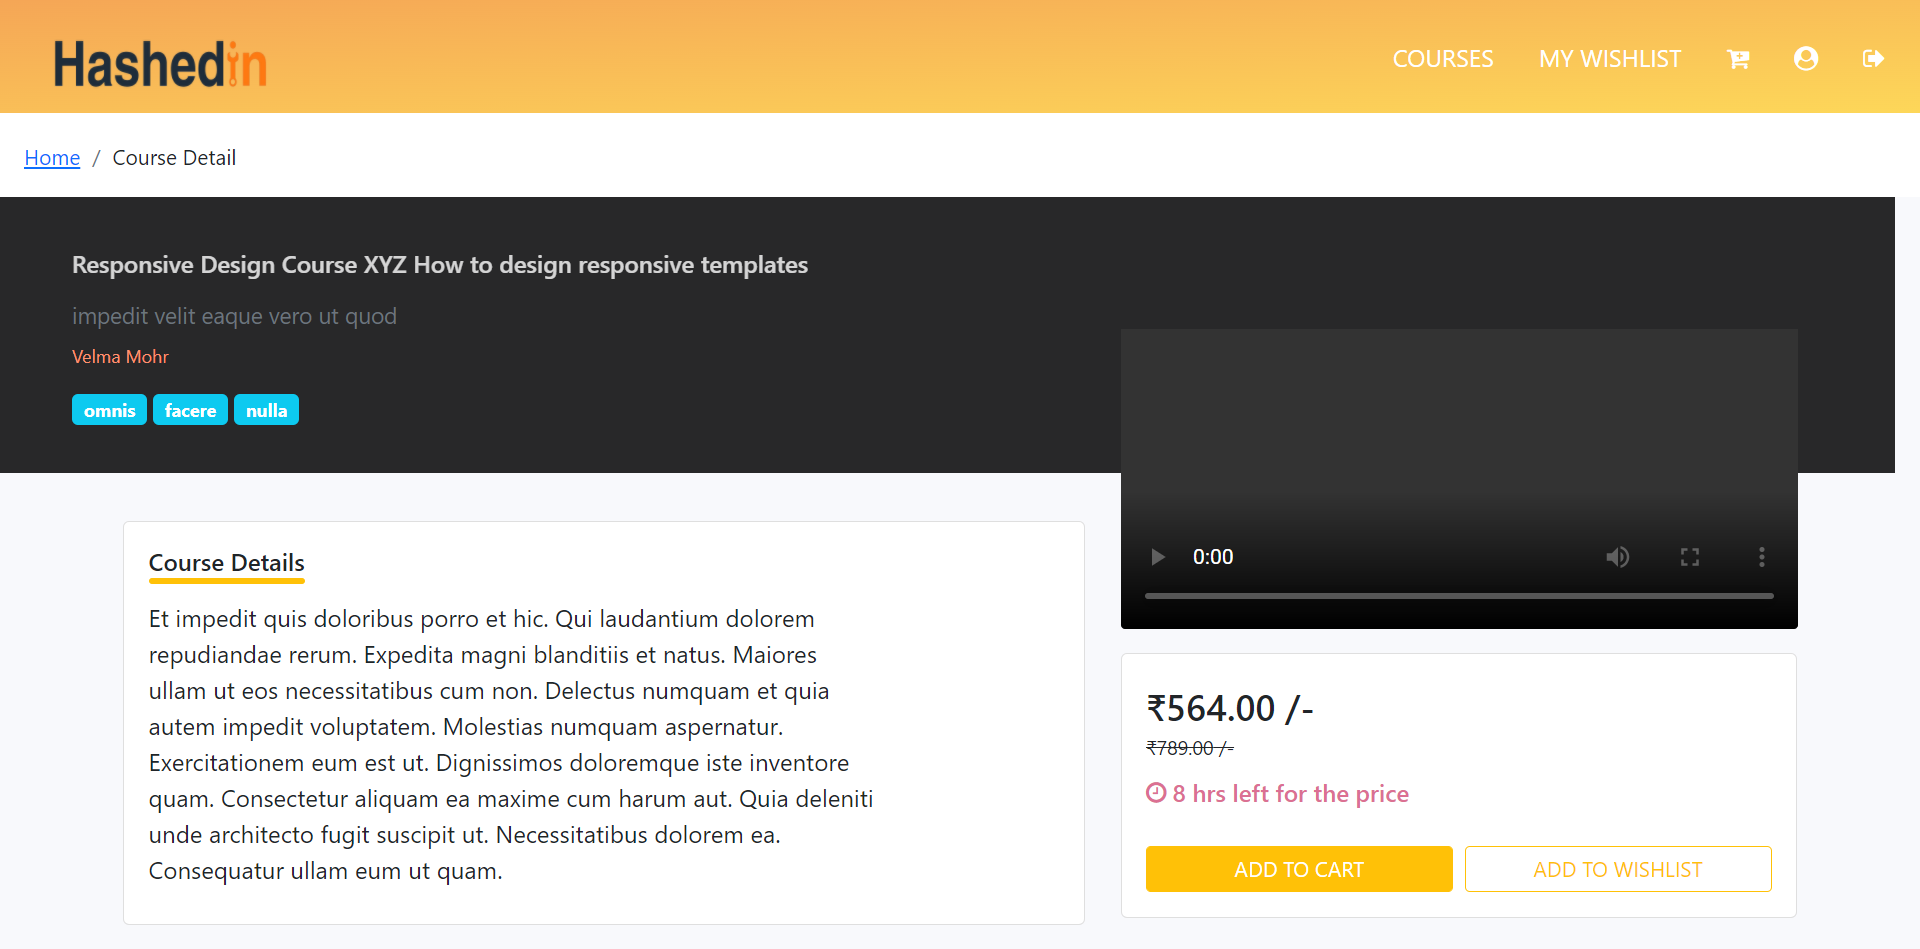 Hashedin
COURSES
MY WISHLIST
Home / Course Detail
Responsive Design Course XYZ How to design responsive templates
impedit velit eaque vero ut quod
Velma Mohr
omnis facere nulla
0:00
Course Details
Et impedit quis doloribus porro et hic. Qui laudantium dolorem
repudiandae rerum. Expedita magni blanditiis et natus. Maiores
ullam ut eos necessitatibus cum non. Delectus numquam et quia
autem impedit voluptatem. Molestias numquam aspernatur.
Exercitationem eum est ut. Dignissimos doloremque iste inventore
quam. Consectetur aliquam ea maxime cum harum aut. Quia deleniti
unde architecto fugit suscipit ut. Necessitatibus dolorem ea.
Consequatur ullam eum ut quam.
₹564.00 /-
₹789.00 /-
8 hrs left for the price
ADD TO CART
ADD TO WISHLIST